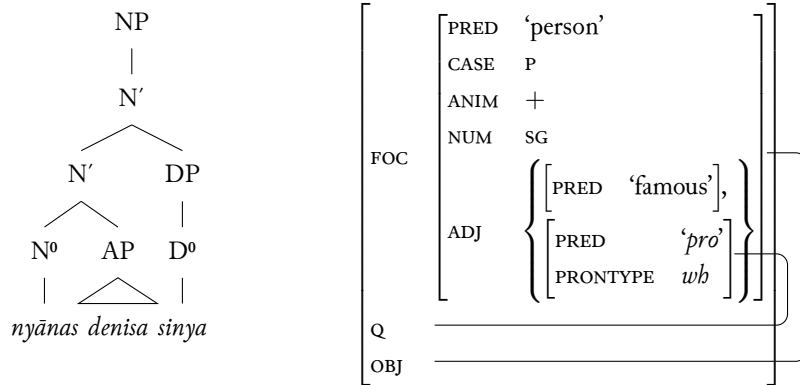 NP
N′
N′ DP
N⁰ AP D⁰
nyānas denisa sinya
PRED ‘person’
CASE P
ANIM +
NUM SG
FOC
PRED ‘famous’ ,
ADJ
PRED ‘pro’
PRONTYPE wh
Q
OBJ